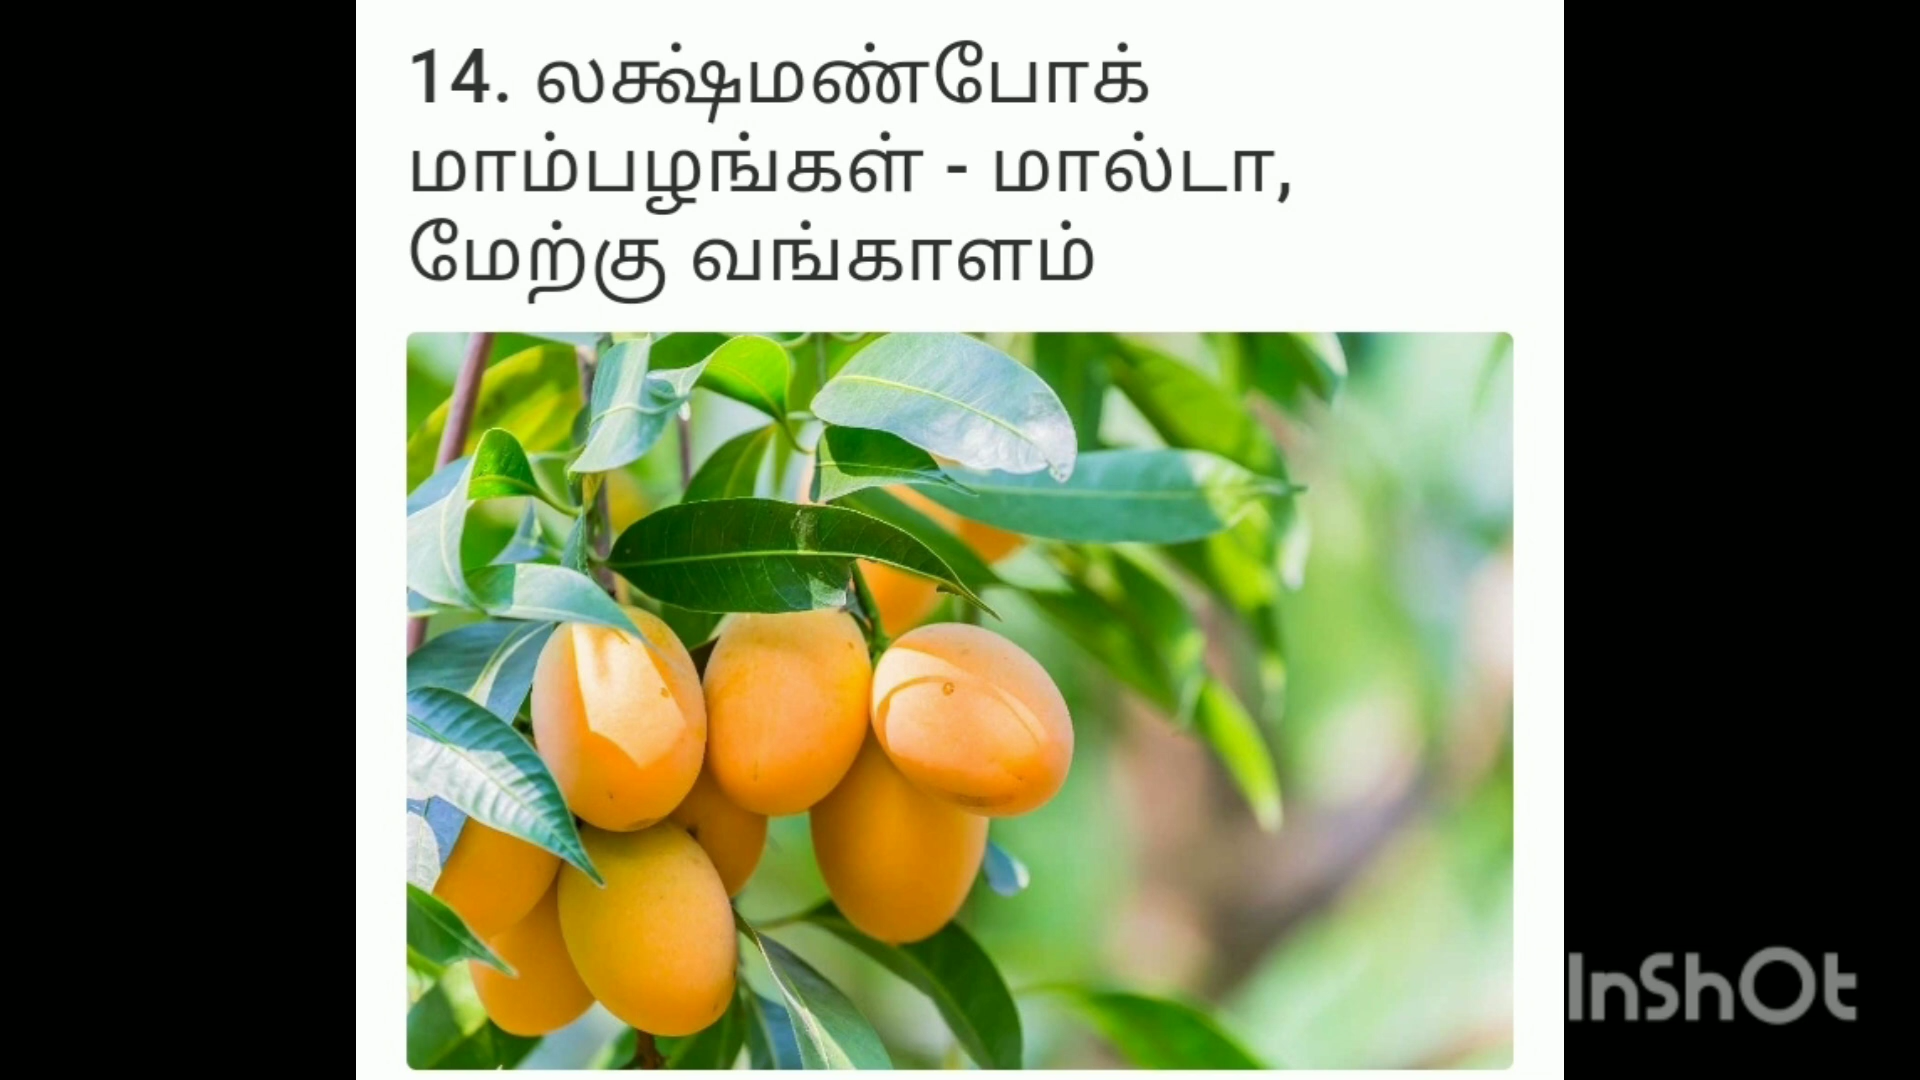 14. லக்ஷ்மண்போக்
மாம்பழங்கள் - மால்டா,
மேற்கு வங்காளம்
InShOt